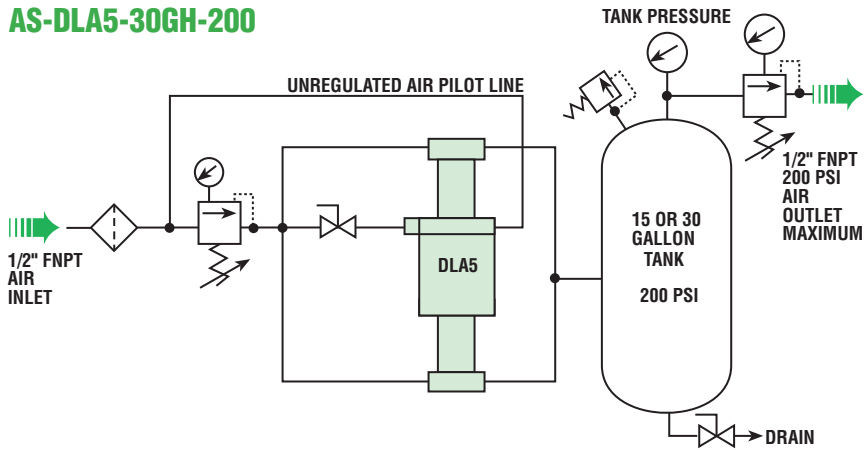 AS-DLA5-30GH-200
TANK PRESSURE
UNREGULATED AIR PILOT LINE
1/2" FNPT
AIR
INLET
DLA5
15 OR 30
GALLON
TANK
200 PSI
1/2" FNPT
200 PSI
AIR
OUTLET
MAXIMUM
DRAIN